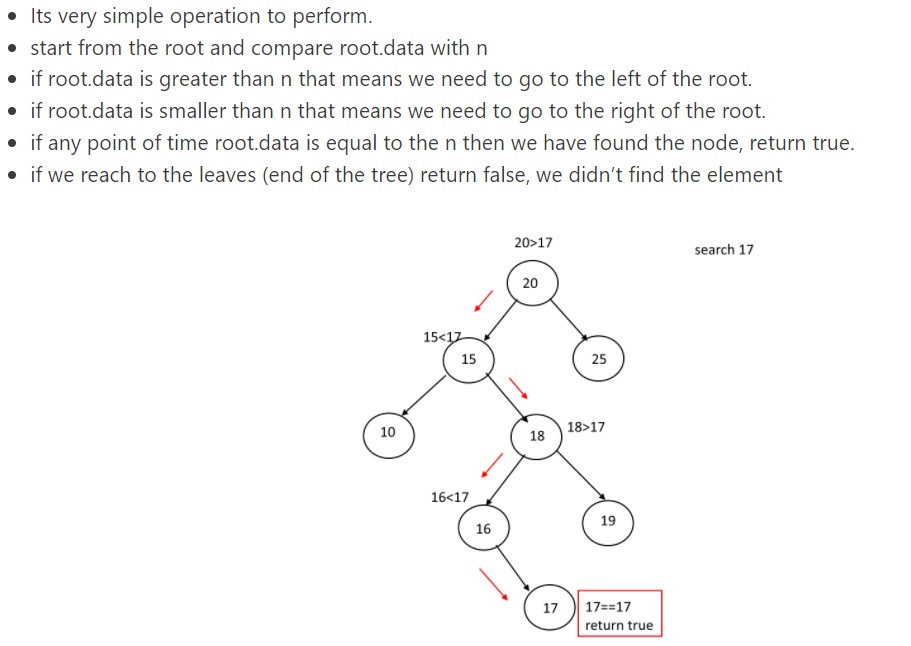 Its very simple operation to perform.
start from the root and compare root.data with n
if root.data is greater than n that means we need to go to the left of the root.
if root.data is smaller than n that means we need to go to the right of the root.
if any point of time root.data is equal to the n then we have found the node, return true.
if we reach to the leaves (end of the tree) return false, we didn’t find the element
20>17
search 17
20
15<17
15
25
10
18
18>17
16<17
16
19
17
17==17
return true